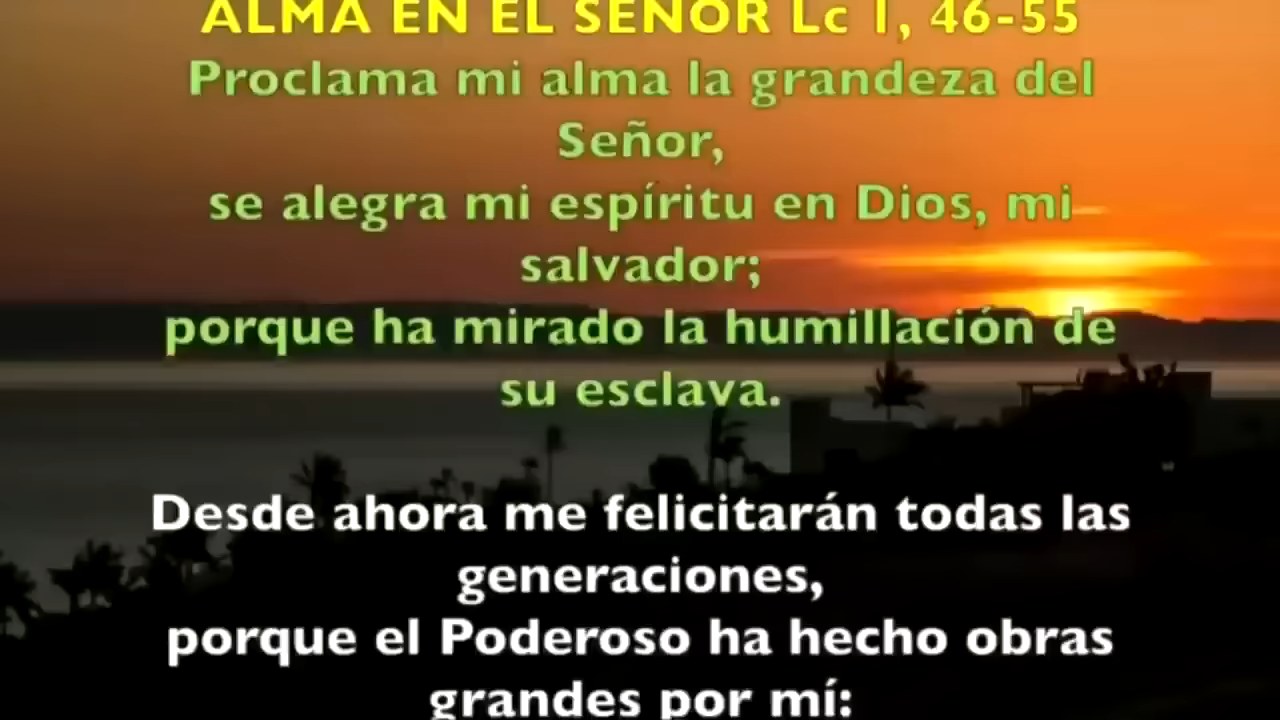 ALMA EN EL SEÑOR Lc 1, 46-55
Proclama mi alma la grandeza del
Señor,
se alegra mi espíritu en Dios, mi
salvador;
porque ha mirado la humillación de
su esclava.
Desde ahora me felicitarán todas las
generaciones,
porque el Poderoso ha hecho obras
grandes por mí: